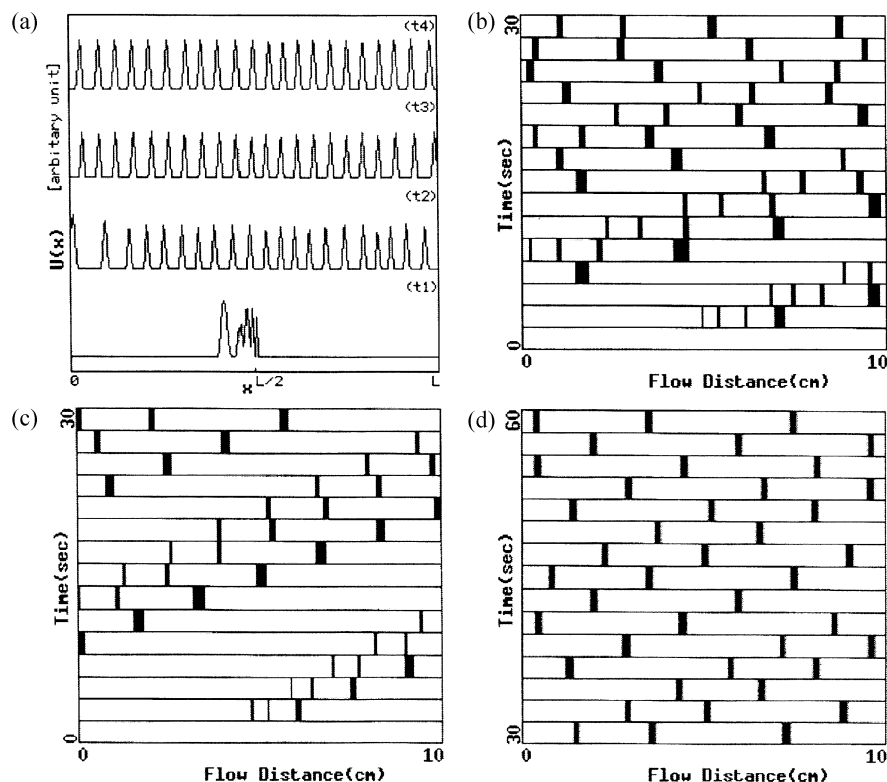 (a)
U(x) [arbitary unit]
(t4)
(t3)
(t2)
(t1)
0 L/2 L
x
(b)
30
Time(sec)
0
0 10
Flow Distance(cm)
(c)
30
Time(sec)
0
0 10
Flow Distance(cm)
(d)
60
Time(sec)
30
0 10
Flow Distance(cm)